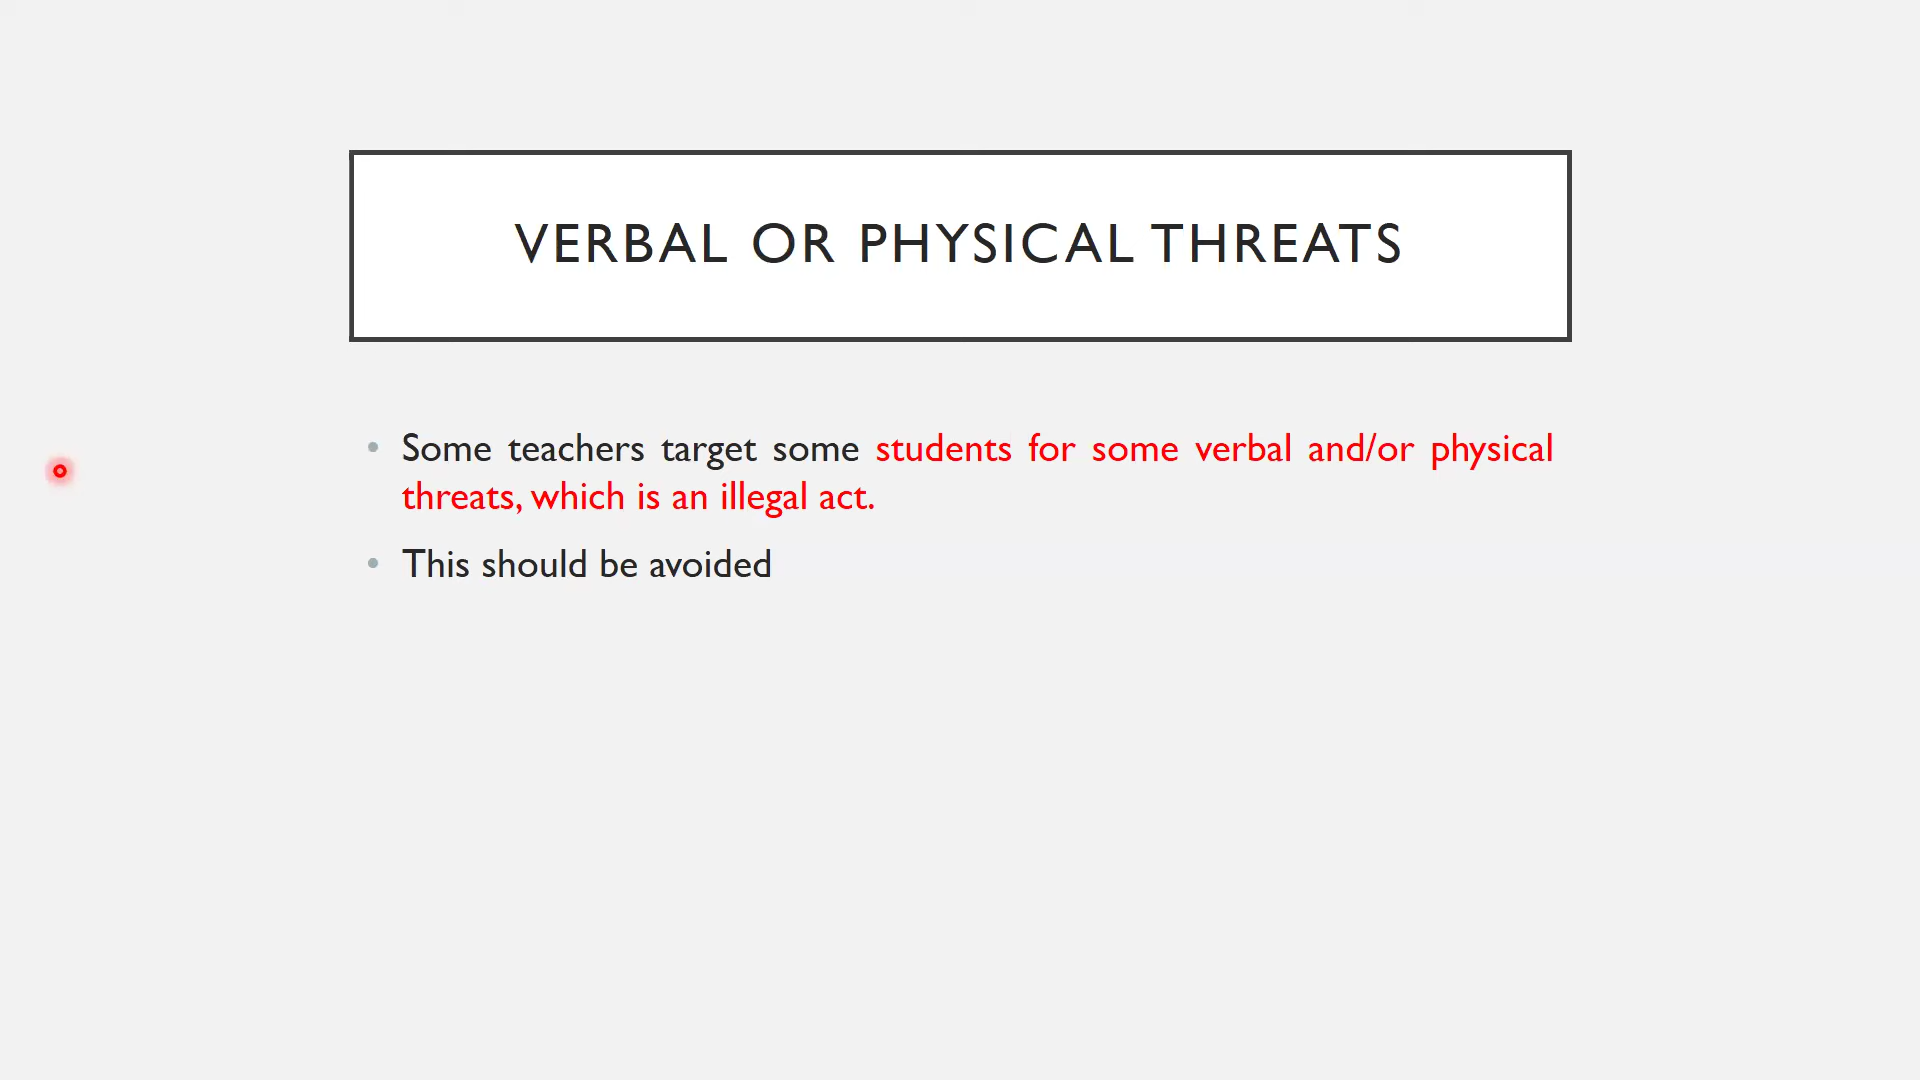 VERBAL OR PHYSICAL THREATS
• Some teachers target some students for some verbal and/or physical
threats, which is an illegal act.
• This should be avoided